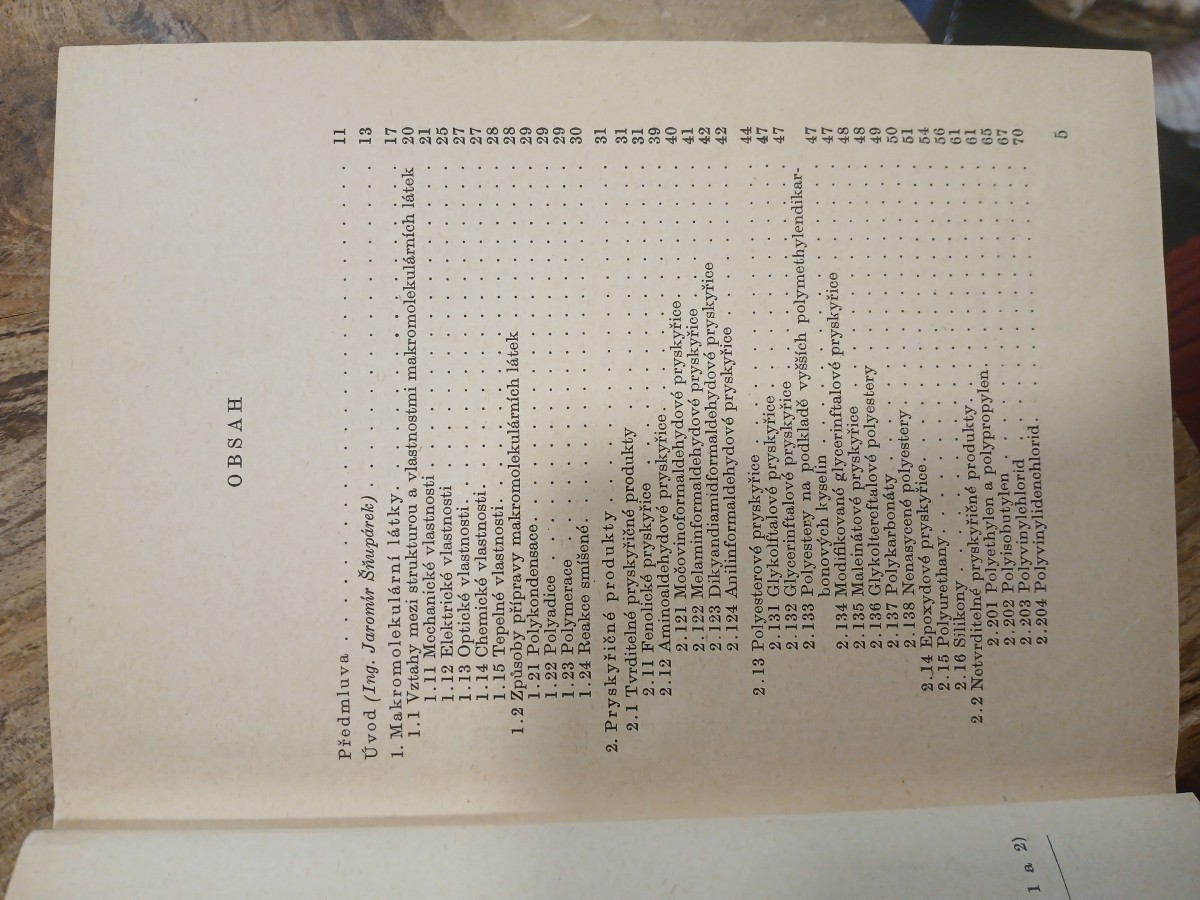 OBSAH
Předmluva . . . . . . . . . . . . . . . . . 11
Úvod (Ing. Jaromír Šňupárek) . . . . . . . . . . 13
1. Makromolekulární látky . . . . . . . . . . . . 17
1.1 Vztahy mezi strukturou a vlastnostmi makromolekulárních látek 20
1.11 Mechanické vlastnosti . . . . . . . . . . . . 21
1.12 Elektrické vlastnosti . . . . . . . . . . . . 25
1.13 Optické vlastnosti . . . . . . . . . . . . 27
1.14 Chemické vlastnosti . . . . . . . . . . . . 27
1.15 Tepelné vlastnosti . . . . . . . . . . . . 28
1.2 Způsoby přípravy makromolekulárních látek . . . . . . 28
1.21 Polykondensace . . . . . . . . . . . . 29
1.22 Polyadice . . . . . . . . . . . . 29
1.23 Polymerace . . . . . . . . . . . . 29
1.24 Reakce smíšené . . . . . . . . . . . . 30
2. Pryskyřičné produkty . . . . . . . . . . . . 31
2.1 Tvrditelné pryskyřičné produkty . . . . . . . . . 31
2.11 Fenolické pryskyřice . . . . . . . . . . . . 31
2.12 Aminoaldehydové pryskyřice . . . . . . . . . . 39
2.121 Močovinoformaldehydové pryskyřice . . . . . . 40
2.122 Melaminformaldehydové pryskyřice . . . . . . 41
2.123 Dikyandiamidformaldehydové pryskyřice . . . . 42
2.124 Anilinformaldehydové pryskyřice . . . . . . . 42
2.13 Polyesterové pryskyřice . . . . . . . . . . . . 44
2.131 Glykolftalové pryskyřice . . . . . . . . . . 47
2.132 Glycerinftalové pryskyřice . . . . . . . . . . 47
2.133 Polyestery na podkladě vyšších polymethylendikar-
bonových kyselin . . . . . . . . . . . . 47
2.134 Modifikované glycerinftalové pryskyřice . . . . . 47
2.135 Maleinátové pryskyřice . . . . . . . . . . 48
2.136 Glykoltereftalové polyestery . . . . . . . . . 48
2.137 Polykarbonáty . . . . . . . . . . . . 49
2.138 Nenasycené polyestery . . . . . . . . . . 50
2.14 Epoxydové pryskyřice . . . . . . . . . . . . 51
2.15 Polyurethany . . . . . . . . . . . . 54
2.16 Silikony . . . . . . . . . . . . 56
2.2 Netvrditelné pryskyřičné produkty . . . . . . . . . 61
2.201 Polyethylen a polypropylen . . . . . . . . . 61
2.202 Polyisobutylen . . . . . . . . . . . . 65
2.203 Polyvinylchlorid . . . . . . . . . . . . 67
2.204 Polyvinylidenchlorid . . . . . . . . . . . . 70
5
1 a 2)